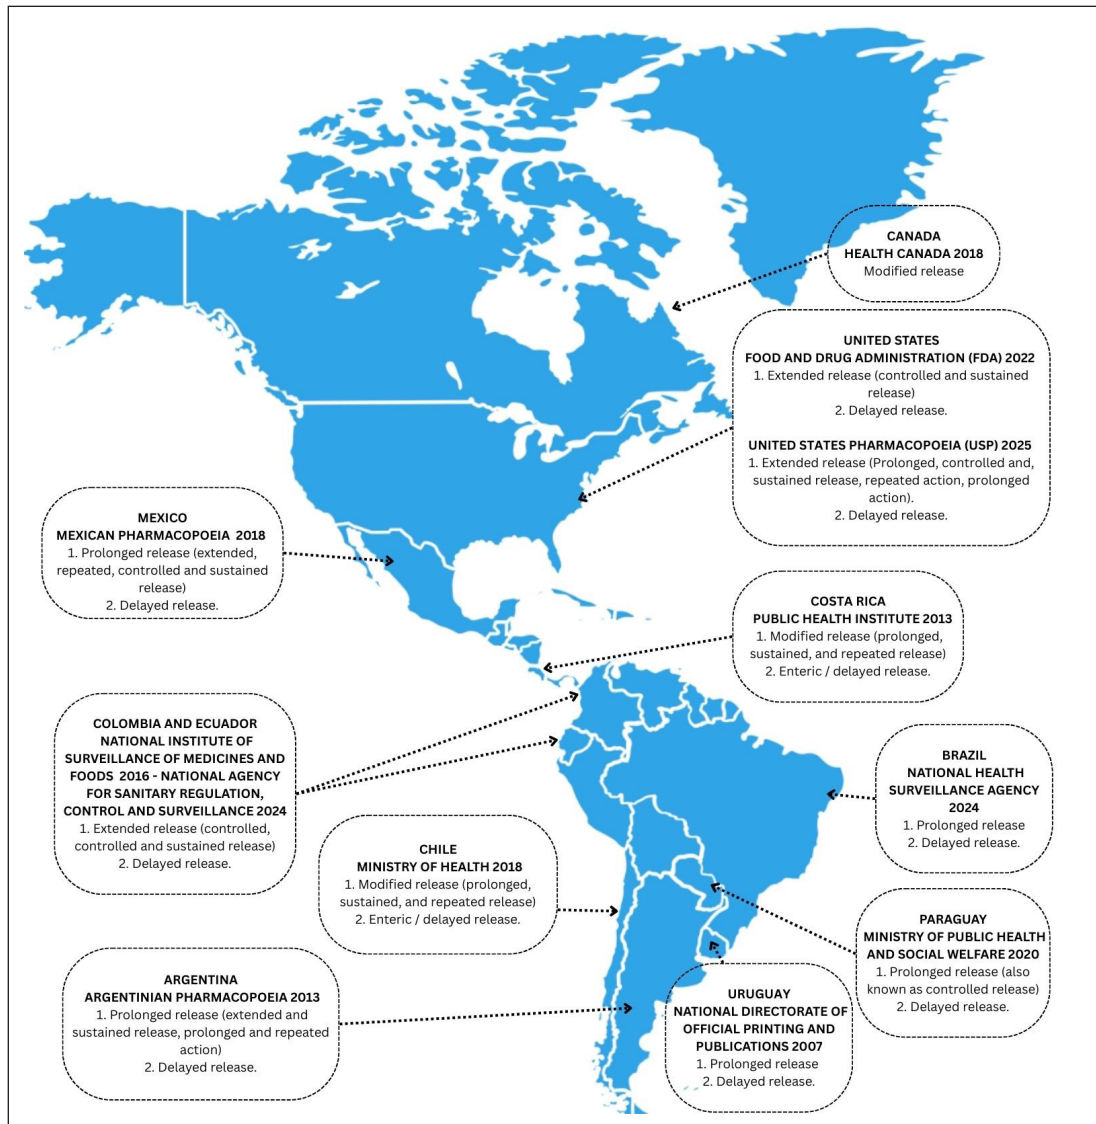 CANADA
HEALTH CANADA 2018
Modified release
UNITED STATES
FOOD AND DRUG ADMINISTRATION (FDA) 2022
1. Extended release (controlled and sustained
release)
2. Delayed release.
UNITED STATES PHARMACOPOEIA (USP) 2025
1. Extended release (Prolonged, controlled and,
sustained release, repeated action, prolonged
action).
2. Delayed release.
MEXICO
MEXICAN PHARMACOPOEIA 2018
1. Prolonged release (extended,
repeated, controlled and sustained
release)
2. Delayed release.
COSTA RICA
PUBLIC HEALTH INSTITUTE 2013
1. Modified release (prolonged,
sustained, and repeated release)
2. Enteric / delayed release.
COLOMBIA AND ECUADOR
NATIONAL INSTITUTE OF
SURVEILLANCE OF MEDICINES AND
FOODS 2016 - NATIONAL AGENCY
FOR SANITARY REGULATION,
CONTROL AND SURVEILLANCE 2024
1. Extended release (controlled,
controlled and sustained release)
2. Delayed release.
BRAZIL
NATIONAL HEALTH
SURVEILLANCE AGENCY
2024
1. Prolonged release
2. Delayed release.
CHILE
MINISTRY OF HEALTH 2018
1. Modified release (prolonged,
sustained, and repeated release)
2. Enteric / delayed release.
PARAGUAY
MINISTRY OF PUBLIC HEALTH
AND SOCIAL WELFARE 2020
1. Prolonged release (also
known as controlled release)
2. Delayed release.
ARGENTINA
ARGENTINIAN PHARMACOPOEIA 2013
1. Prolonged release (extended and
sustained release, prolonged and repeated
action)
2. Delayed release.
URUGUAY
NATIONAL DIRECTORATE OF
OFFICIAL PRINTING AND
PUBLICATIONS 2007
1. Prolonged release
2. Delayed release.